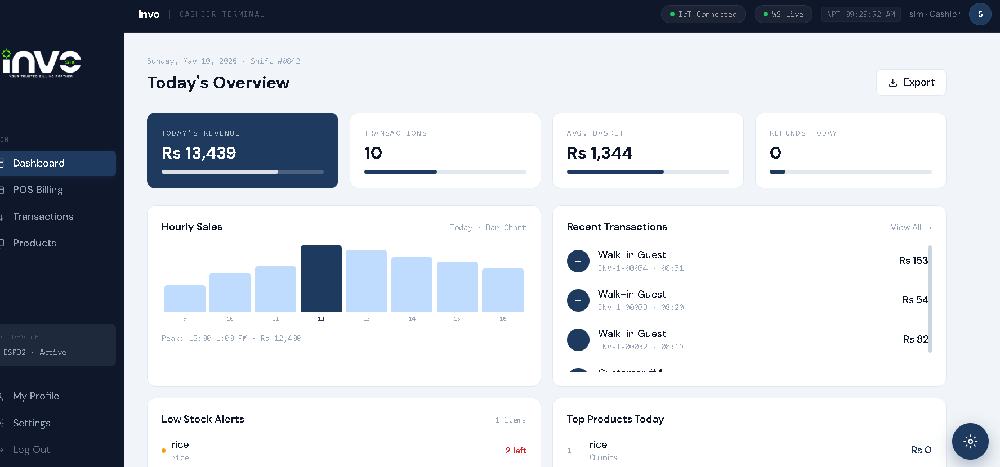 Invo | CASHIER TERMINAL
IoT Connected
WS Live
NPT 09:29:52 AM
sim · Cashier
S
invo
six
YOUR TRUSTED BILLING PARTNER
IN
Dashboard
POS Billing
Transactions
Products
OT DEVICE
ESP32 · Active
My Profile
Settings
Log Out
Sunday, May 10, 2026 · Shift #0842
Today's Overview
Export
TODAY'S REVENUE
Rs 13,439
TRANSACTIONS
10
AVG. BASKET
Rs 1,344
REFUNDS TODAY
0
Hourly Sales
Today · Bar Chart
9 10 11 12 13 14 15 16
Peak: 12:00–1:00 PM · Rs 12,400
Recent Transactions
View All →
Walk-in Guest
INV-1-00034 · 08:31
Rs 153
Walk-in Guest
INV-1-00033 · 08:20
Rs 54
Walk-in Guest
INV-1-00032 · 08:19
Rs 82
Customer #4
Low Stock Alerts
1 items
rice
rice
2 left
Top Products Today
1
rice
0 units
Rs 0